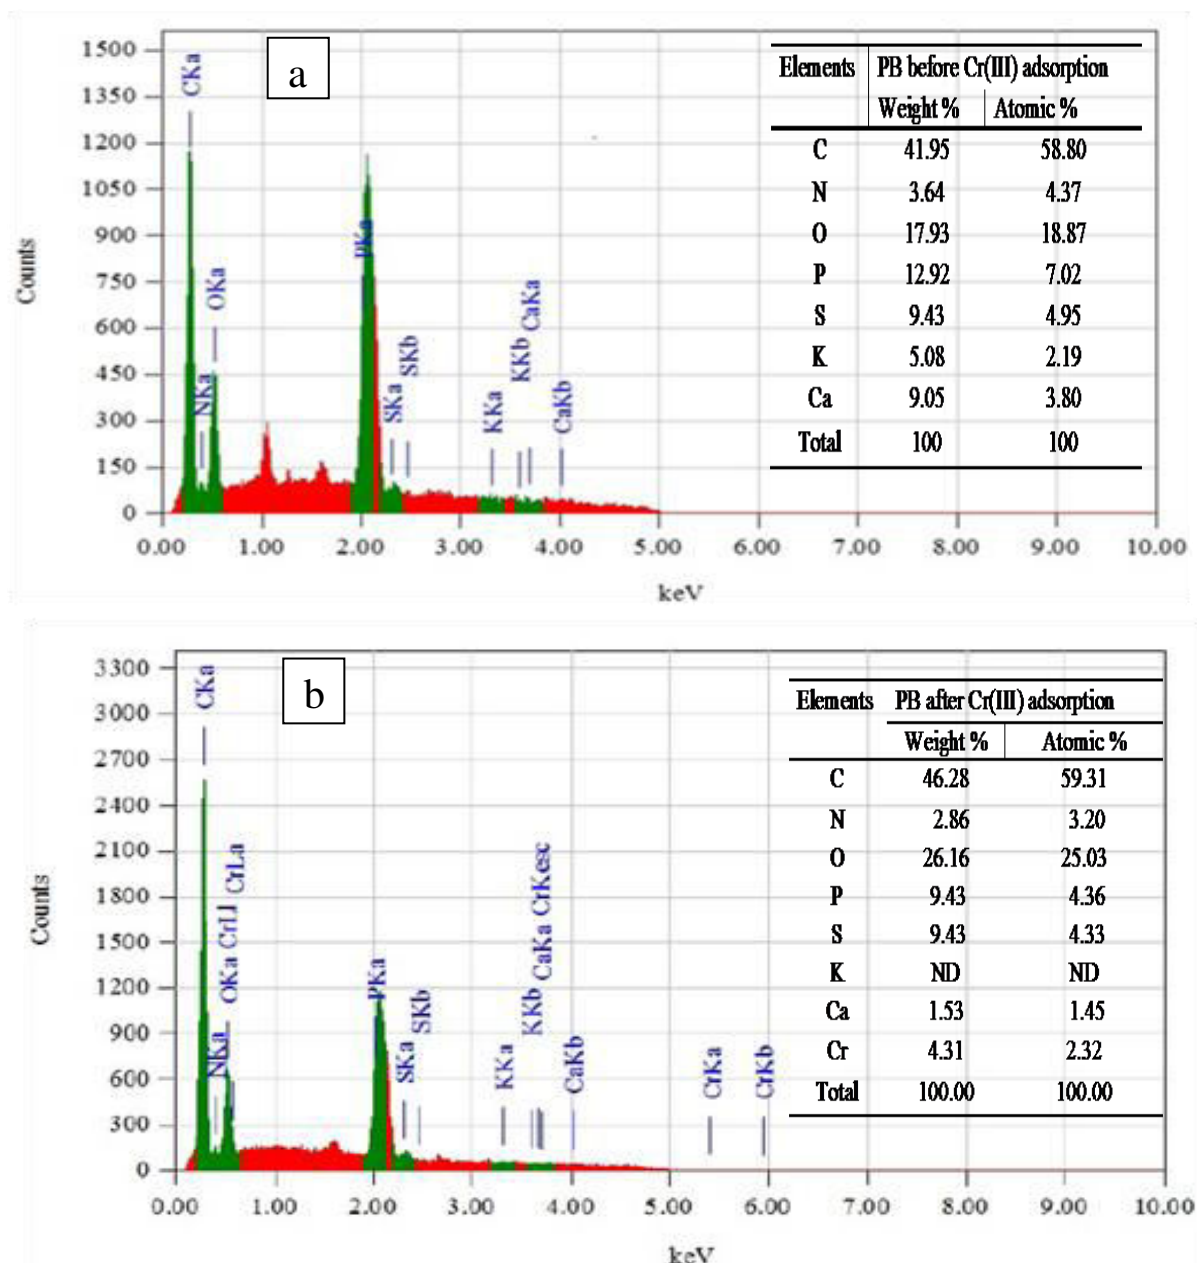 a
Counts
1500
1350
1200
1050
900
750
600
450
300
150
0
CKa
NKa
OKa
PKa
SKa
SKb
KKa
KKb
CaKa
CaKb
0.00 1.00 2.00 3.00 4.00 5.00 6.00 7.00 8.00 9.00 10.00
keV
Elements PB before Cr(III) adsorption
Weight % Atomic %
C 41.95 58.80
N 3.64 4.37
O 17.93 18.87
P 12.92 7.02
S 9.43 4.95
K 5.08 2.19
Ca 9.05 3.80
Total 100 100
b
Counts
3300
3000
2700
2400
2100
1800
1500
1200
900
600
300
0
CKa
NKa
OKa CrLl CrLa
PKa
SKa
SKb
KKa
KKb
CaKa CrKesc
CaKb
CrKa
CrKb
0.00 1.00 2.00 3.00 4.00 5.00 6.00 7.00 8.00 9.00 10.00
keV
Elements PB after Cr(III) adsorption
Weight % Atomic %
C 46.28 59.31
N 2.86 3.20
O 26.16 25.03
P 9.43 4.36
S 9.43 4.33
K ND ND
Ca 1.53 1.45
Cr 4.31 2.32
Total 100.00 100.00